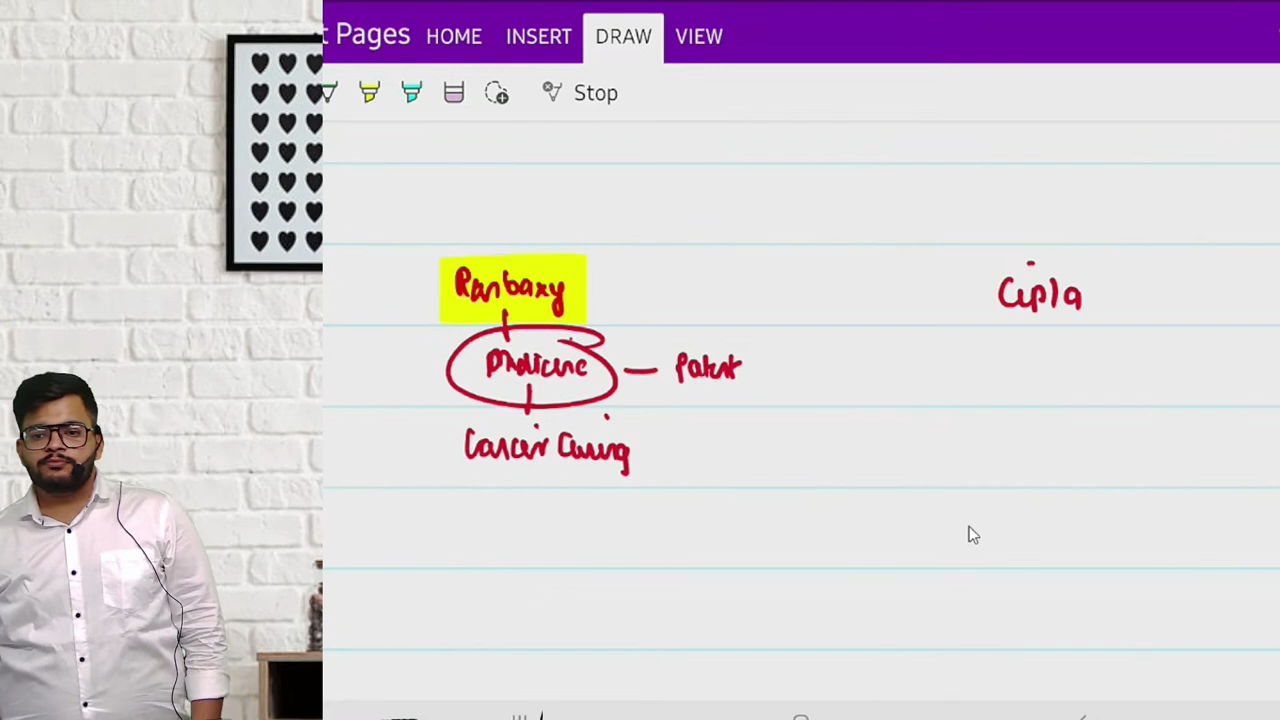 t Pages HOME INSERT DRAW VIEW
Stop
Ranbaxy
Cipla
Medicine — Patent
Cancer Curing